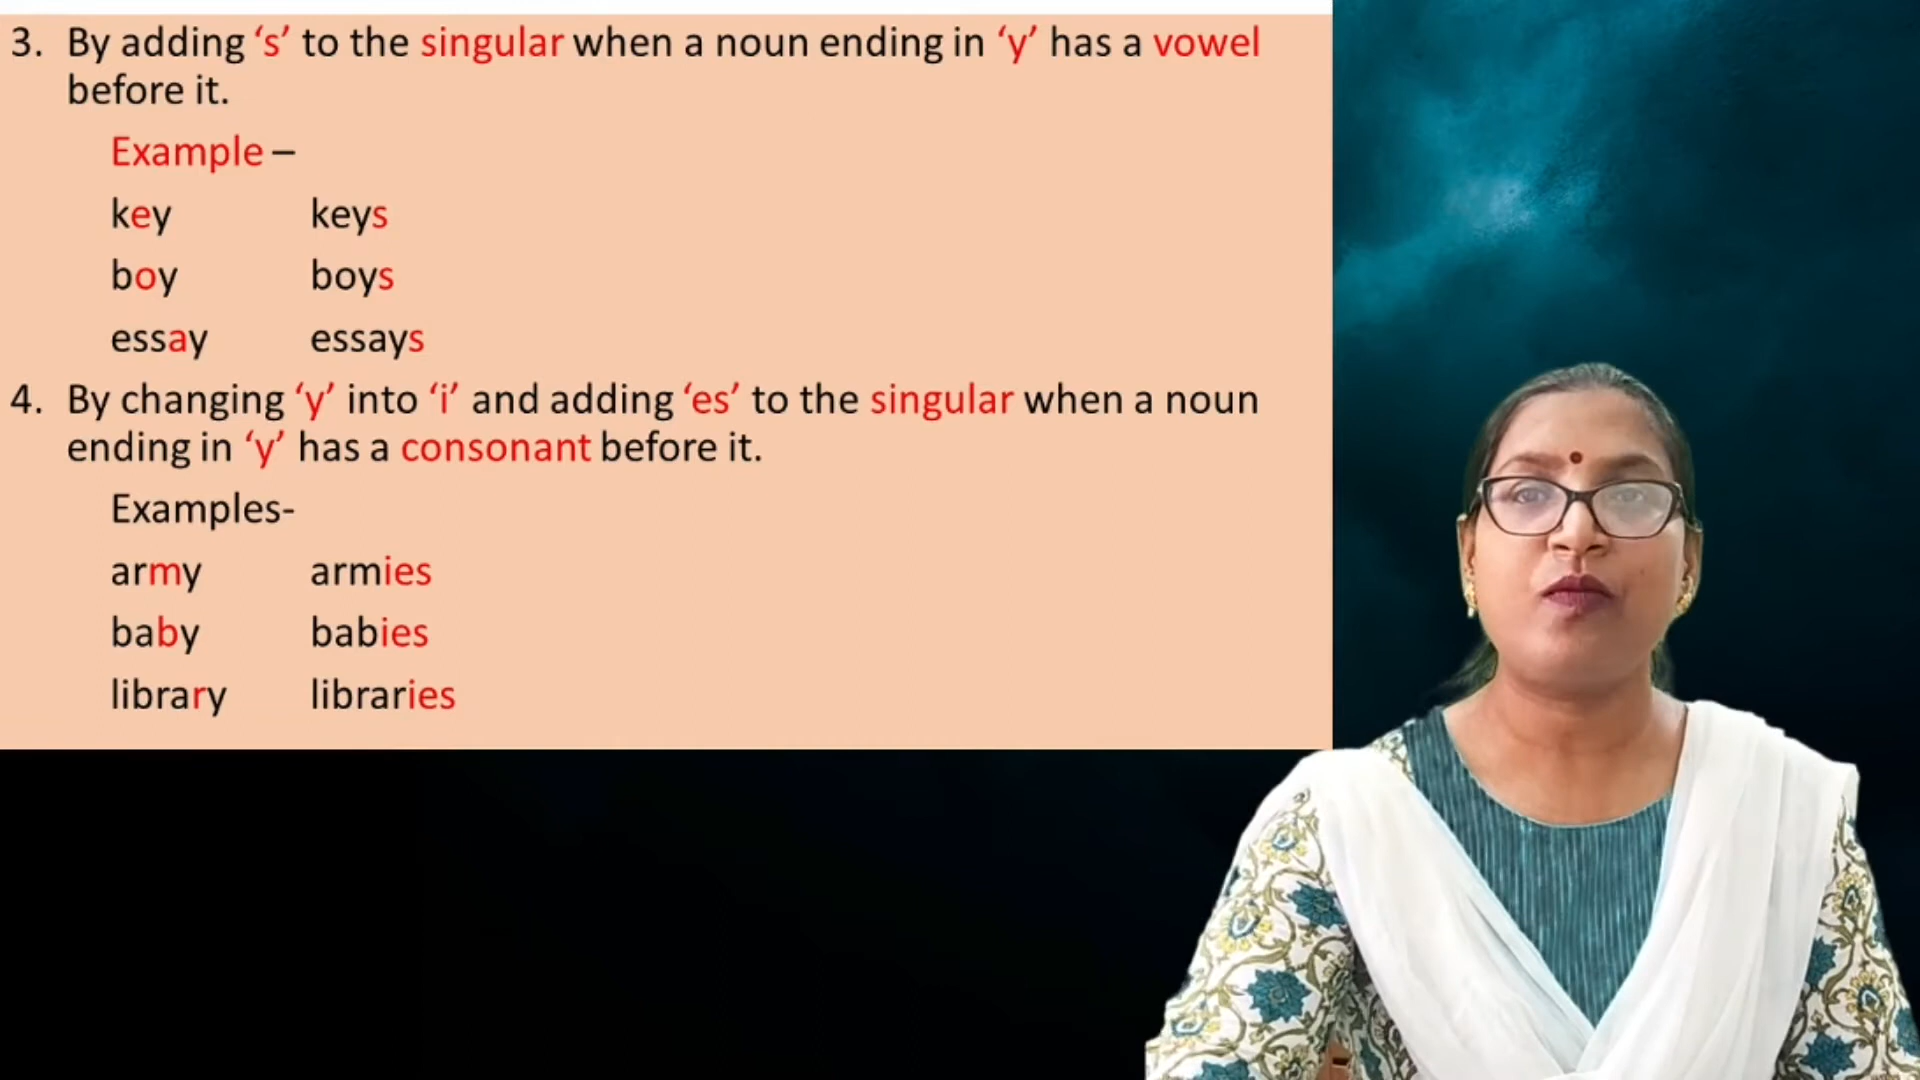 3. By adding ‘s’ to the singular when a noun ending in ‘y’ has a vowel
before it.
Example –
key keys
boy boys
essay essays
4. By changing ‘y’ into ‘i’ and adding ‘es’ to the singular when a noun
ending in ‘y’ has a consonant before it.
Examples-
army armies
baby babies
library libraries